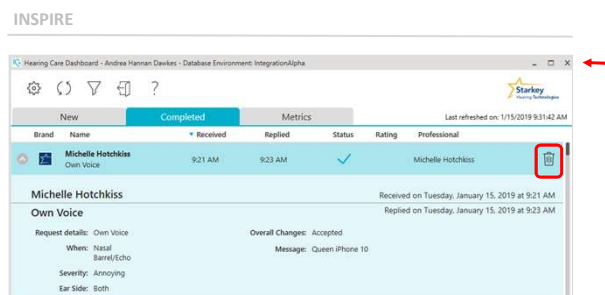 INSPIRE
Hearing Care Dashboard - Andrea Hannan Dawkes - Database Environment: IntegrationAlpha
?
Starkey
Hearing Technologies
New Completed Metrics Last refreshed on: 1/15/2019 9:31:42 AM
Brand Name Received Replied Status Rating Professional
Michelle Hotchkiss 9:21 AM 9:23 AM Michelle Hotchkiss
Own Voice
Michelle Hotchkiss Received on Tuesday, January 15, 2019 at 9:21 AM
Own Voice Replied on Tuesday, January 15, 2019 at 9:23 AM
Request details: Own Voice Overall Changes: Accepted
When: Nasal Message: Queen iPhone 10
Barrel/Echo
Severity: Annoying
Ear Side: Both